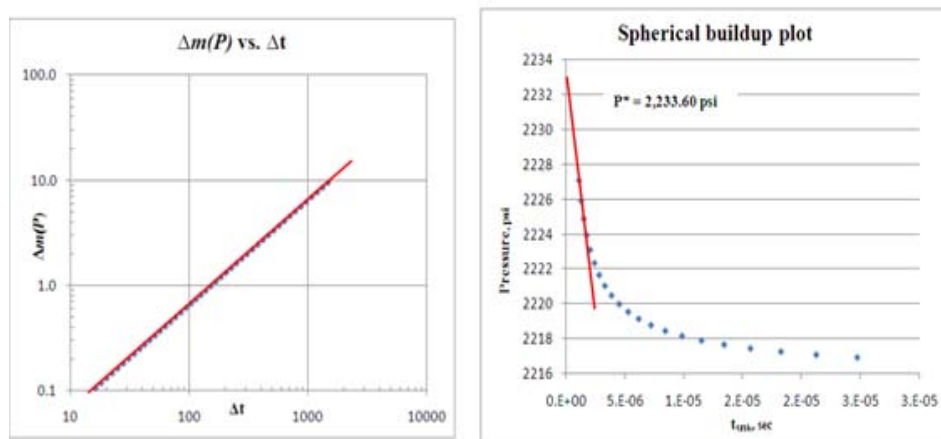 Δm(P) vs. Δt
100.0
10.0
1.0
0.1
Δm(P)
10 100 1000 10000
Δt
Spherical buildup plot
2234
2233
2230
2228
2226
2224
2222
2220
2218
2216
P* = 2,233.60 psi
Pressure, psi
0.E+00 5.E-06 1.E-05 2.E-05 2.E-05 3.E-05 3.E-05
sec